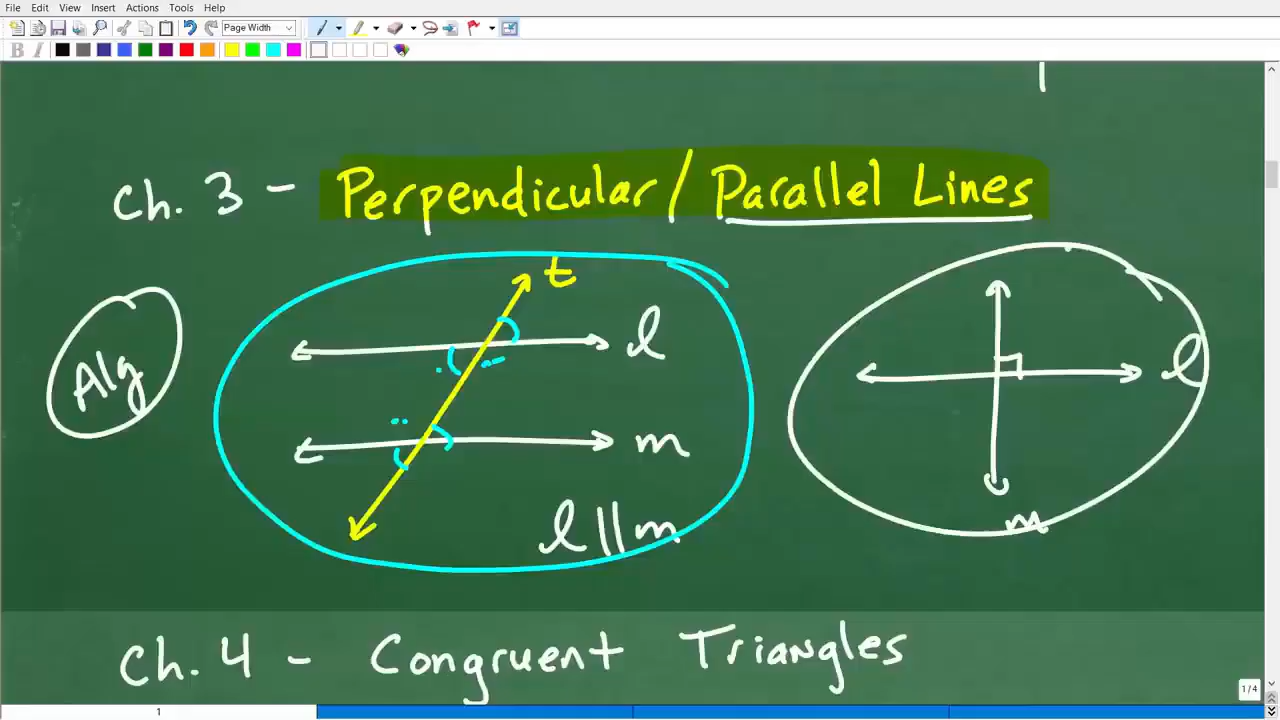 File Edit View Insert Actions Tools Help
Page Width
B I
Ch. 3 - Perpendicular / Parallel Lines
t
Alg
l
l
m
l || m
m
Ch. 4 - Congruent Triangles
1/4
1